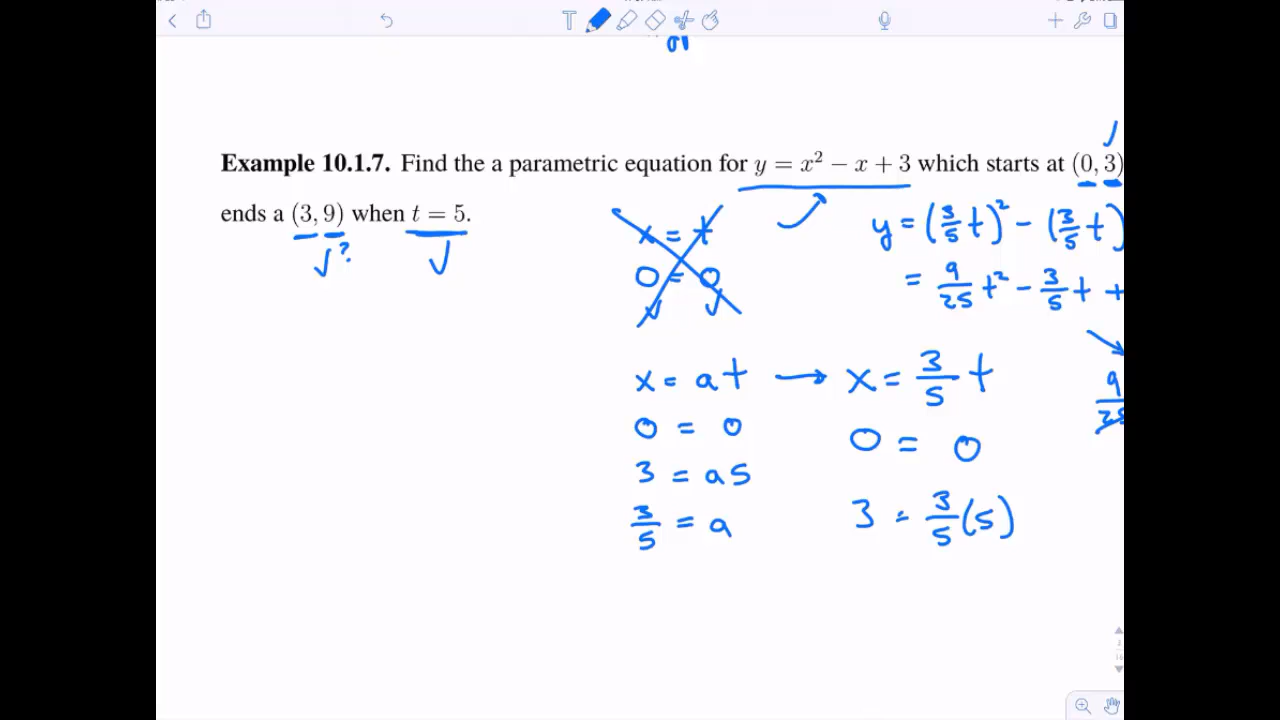 Example 10.1.7. Find the a parametric equation for y = x² − x + 3 which starts at (0, 3)
ends a (3, 9) when t = 5.
√?
√
x = t
0 = 0
x = at → x = 3/5 t
0 = 0
3 = a5
3/5 = a
y = (3/5 t)² − (3/5 t)
= 9/25 t² − 3/5 t +
0 = 0
3 = 3/5 (5)
9/25